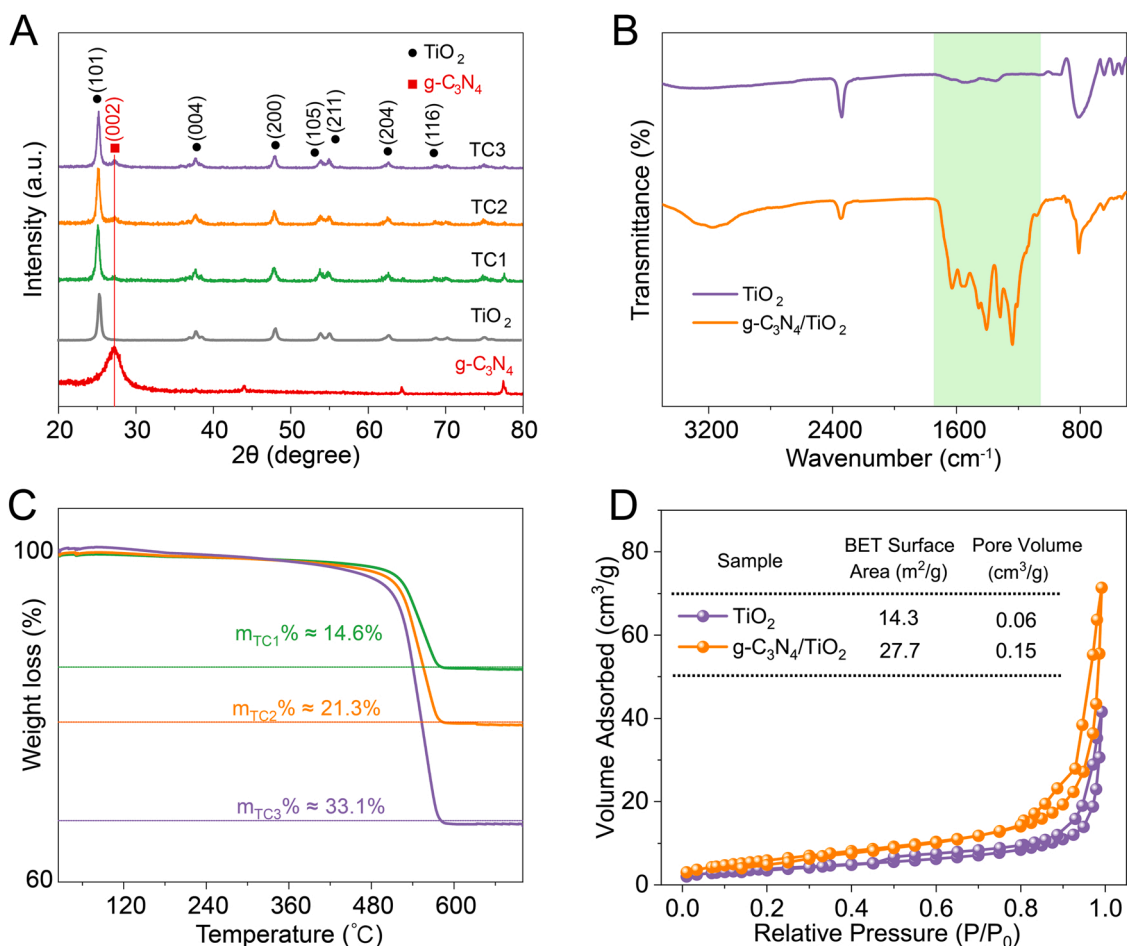 A
Intensity (a.u.)
● TiO₂
■ g-C₃N₄
(101)
(002)
(004)
(200)
(105)
(211)
(204)
(116)
TC3
TC2
TC1
TiO₂
g-C₃N₄
20 30 40 50 60 70 80
2θ (degree)
B
Transmittance (%)
TiO₂
g-C₃N₄/TiO₂
3200 2400 1600 800
Wavenumber (cm⁻¹)
C
Weight loss (%)
100
60
m_TC1% ≈ 14.6%
m_TC2% ≈ 21.3%
m_TC3% ≈ 33.1%
120 240 360 480 600
Temperature (°C)
D
Volume Adsorbed (cm³/g)
80
60
40
20
0
Sample BET Surface Area (m²/g) Pore Volume (cm³/g)
TiO₂ 14.3 0.06
g-C₃N₄/TiO₂ 27.7 0.15
0.0 0.2 0.4 0.6 0.8 1.0
Relative Pressure (P/P₀)